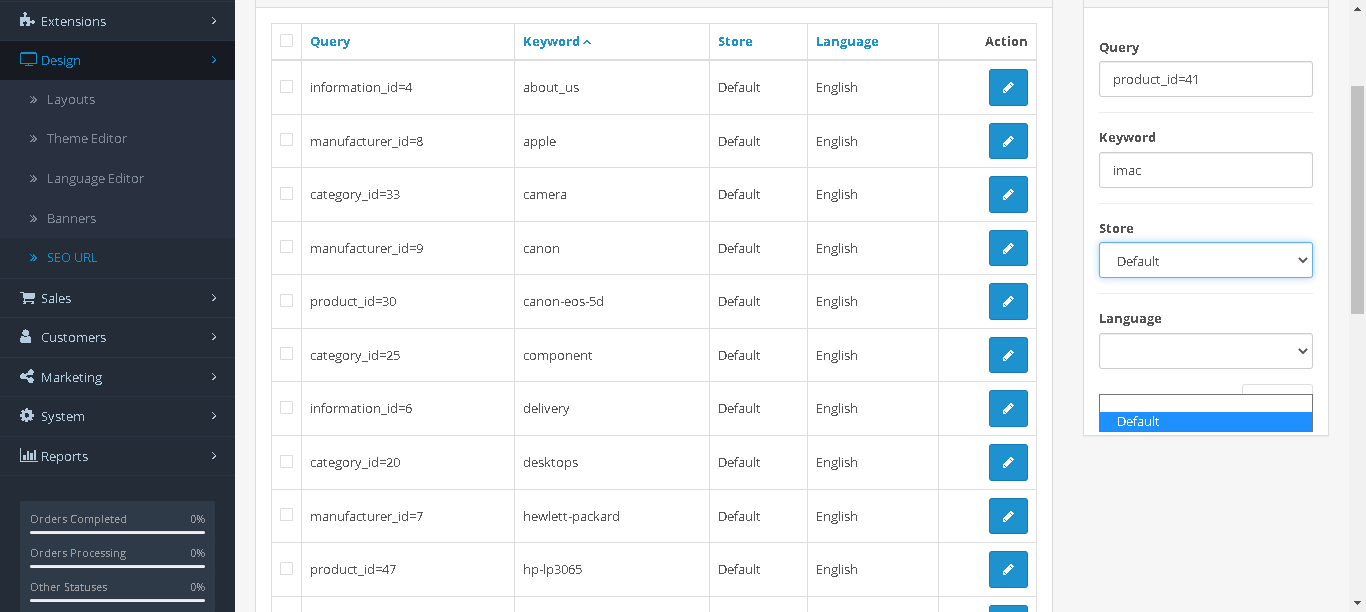 Extensions
Design
Layouts
Theme Editor
Language Editor
Banners
SEO URL
Sales
Customers
Marketing
System
Reports
Orders Completed 0%
Orders Processing 0%
Other Statuses 0%
Query Keyword Store Language Action
information_id=4 about_us Default English
manufacturer_id=8 apple Default English
category_id=33 camera Default English
manufacturer_id=9 canon Default English
product_id=30 canon-eos-5d Default English
category_id=25 component Default English
information_id=6 delivery Default English
category_id=20 desktops Default English
manufacturer_id=7 hewlett-packard Default English
product_id=47 hp-lp3065 Default English
Query
product_id=41
Keyword
imac
Store
Default
Language
Default